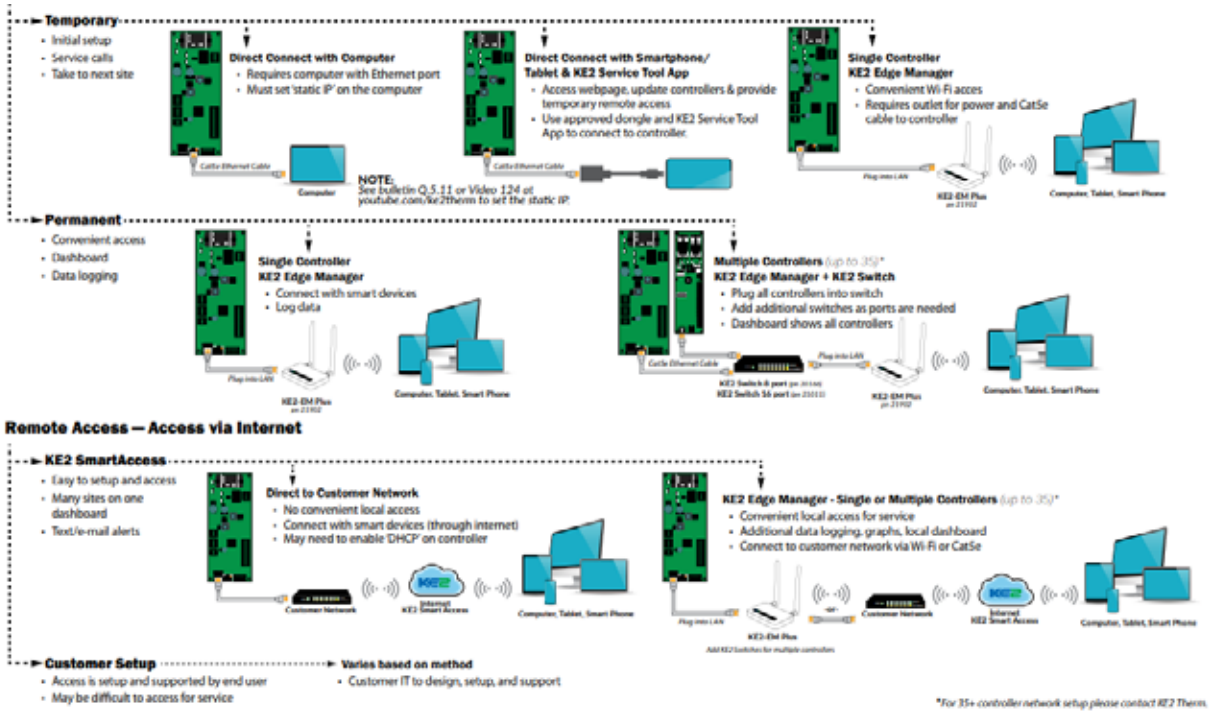 Temporary
• Initial setup
• Service calls
• Take to next site
Direct Connect with Computer
• Requires computer with Ethernet port
• Must set 'static IP' on the computer
Cat5e Ethernet Cable
Computer
NOTE:
See bulletin Q.5.11 or Video 124 at
youtube.com/ke2therm to set the static IP.
Direct Connect with Smartphone/
Tablet & KE2 Service Tool App
• Access webpage, update controllers & provide
temporary remote access
• Use approved dongle and KE2 Service Tool
App to connect to controller.
Cat5e Ethernet Cable
Single Controller
KE2 Edge Manager
• Convenient Wi-Fi acces
• Requires outlet for power and Cat5e
cable to controller
Plug into LAN
KE2-EM Plus
pn 21902
Computer, Tablet, Smart Phone
Permanent
• Convenient access
• Dashboard
• Data logging
Single Controller
KE2 Edge Manager
• Connect with smart devices
• Log data
Plug into LAN
KE2-EM Plus
pn 21902
Computer, Tablet, Smart Phone
Multiple Controllers (up to 35)*
KE2 Edge Manager + KE2 Switch
• Plug all controllers into switch
• Add additional switches as ports are needed
• Dashboard shows all controllers
Cat5e Ethernet Cable
Plug into LAN
KE2 Switch 8 port
KE2 Switch 16 port
KE2-EM Plus
pn 21902
Computer, Tablet, Smart Phone
Remote Access — Access via Internet
KE2 SmartAccess
• Easy to setup and access
• Many sites on one
dashboard
• Text/e-mail alerts
Direct to Customer Network
• No convenient local access
• Connect with smart devices (through internet)
• May need to enable 'DHCP' on controller
Customer Network
KE2
Internet
KE2 Smart Access
Computer, Tablet, Smart Phone
KE2 Edge Manager - Single or Multiple Controllers (up to 35)*
• Convenient local access for service
• Additional data logging, graphs, local dashboard
• Connect to customer network via Wi-Fi or Cat5e
Plug into LAN
KE2-EM Plus
-or-
Customer Network
KE2
Internet
KE2 Smart Access
Computer, Tablet, Smart Phone
Add KE2 Switches for multiple controllers
Customer Setup
• Access is setup and supported by end user
• May be difficult to access for service
Varies based on method
• Customer IT to design, setup, and support
*For 35+ controller network setup please contact KE2 Therm.